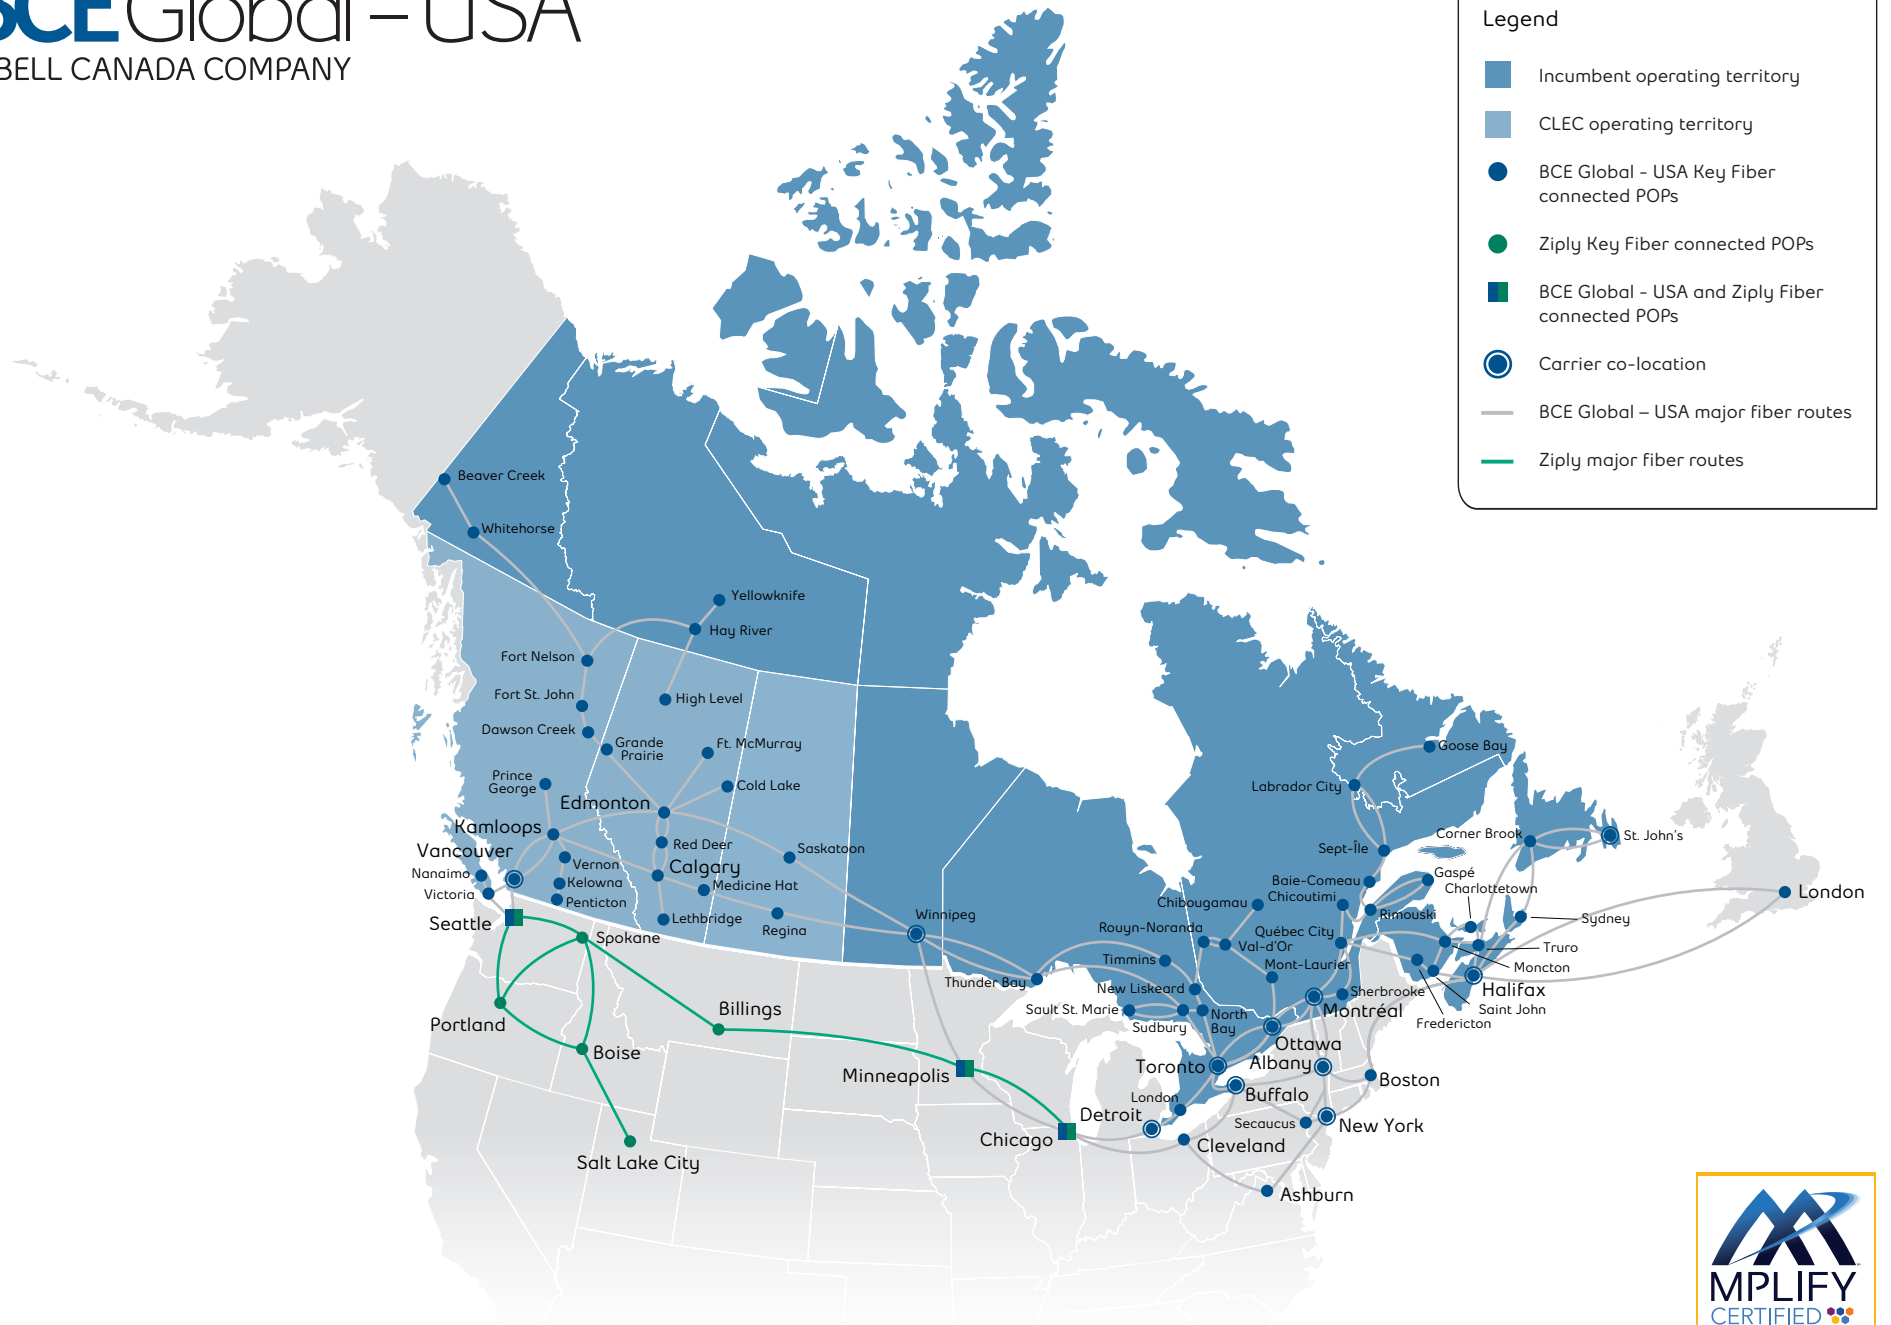 BCE Global – USA
BELL CANADA COMPANY
Legend
Incumbent operating territory
CLEC operating territory
BCE Global - USA Key Fiber
connected POPs
Ziply Key Fiber connected POPs
BCE Global - USA and Ziply Fiber
connected POPs
Carrier co-location
BCE Global – USA major fiber routes
Ziply major fiber routes
Beaver Creek
Whitehorse
Yellowknife
Hay River
Fort Nelson
Fort St. John
High Level
Dawson Creek
Grande
Prairie
Ft. McMurray
Prince
George
Cold Lake
Edmonton
Kamloops
Vancouver
Red Deer
Calgary
Saskatoon
Nanaimo
Victoria
Vernon
Kelowna
Penticton
Medicine Hat
Lethbridge
Regina
Winnipeg
Seattle
Spokane
Portland
Boise
Billings
Salt Lake City
Minneapolis
Chicago
Thunder Bay
Goose Bay
Labrador City
Sept-Île
Corner Brook
St. John's
Baie-Comeau
Chicoutimi
Gaspé
Charlottetown
Chibougamau
Rimouski
Sydney
London
Rouyn-Noranda
Val-d'Or
Québec City
Truro
Moncton
Timmins
Mont-Laurier
New Liskeard
Sault St. Marie
Sudbury
North
Bay
Sherbrooke
Montréal
Halifax
Saint John
Fredericton
Ottawa
Toronto
Albany
Boston
Buffalo
London
Detroit
Secaucus
New York
Cleveland
Ashburn
MPLIFY
CERTIFIED